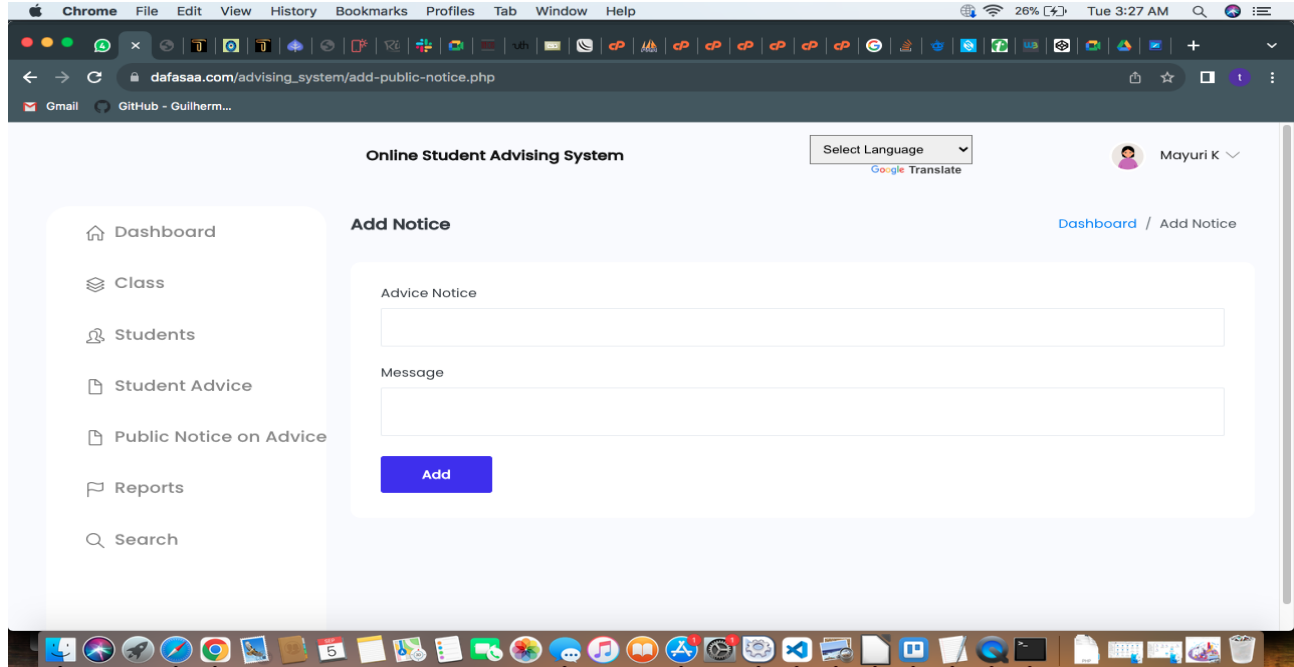 Chrome File Edit View History Bookmarks Profiles Tab Window Help 26% Tue 3:27 AM
dafasaa.com/advising_system/add-public-notice.php t
Gmail GitHub - Guilherm...
Online Student Advising System Select Language Mayuri K
Google Translate
Add Notice Dashboard / Add Notice
Dashboard
Class
Students
Student Advice
Public Notice on Advice
Reports
Search
Advice Notice
Message
Add
SEP
5